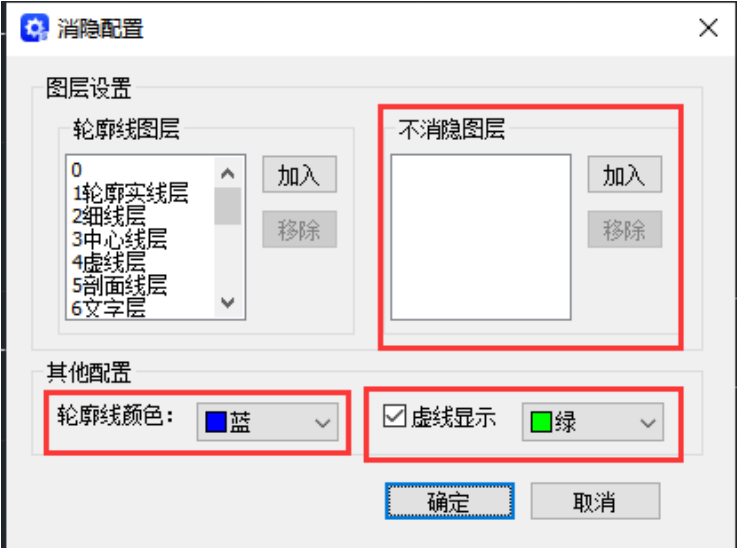 消隐配置
图层设置
轮廓线图层
0
1轮廓实线层
2细线层
3中心线层
4虚线层
5剖面线层
6文字层
加入
移除
不消隐图层
加入
移除
其他配置
轮廓线颜色：
蓝
虚线显示
绿
确定
取消